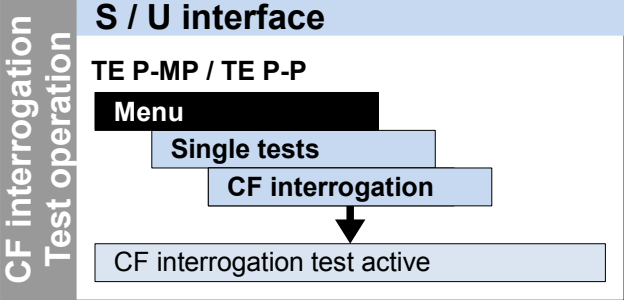 CF interrogation
Test operation
S / U interface
TE P-MP / TE P-P
Menu
Single tests
CF interrogation
CF interrogation test active